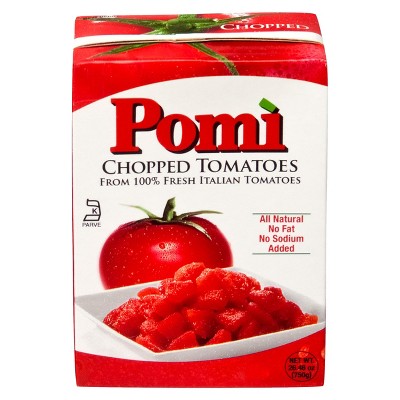 CHOPPED
Pomì
CHOPPED TOMATOES
FROM 100% FRESH ITALIAN TOMATOES
K
PARVE
All Natural
No Fat
No Sodium
Added
NET WT.
26.46 oz
(750g)